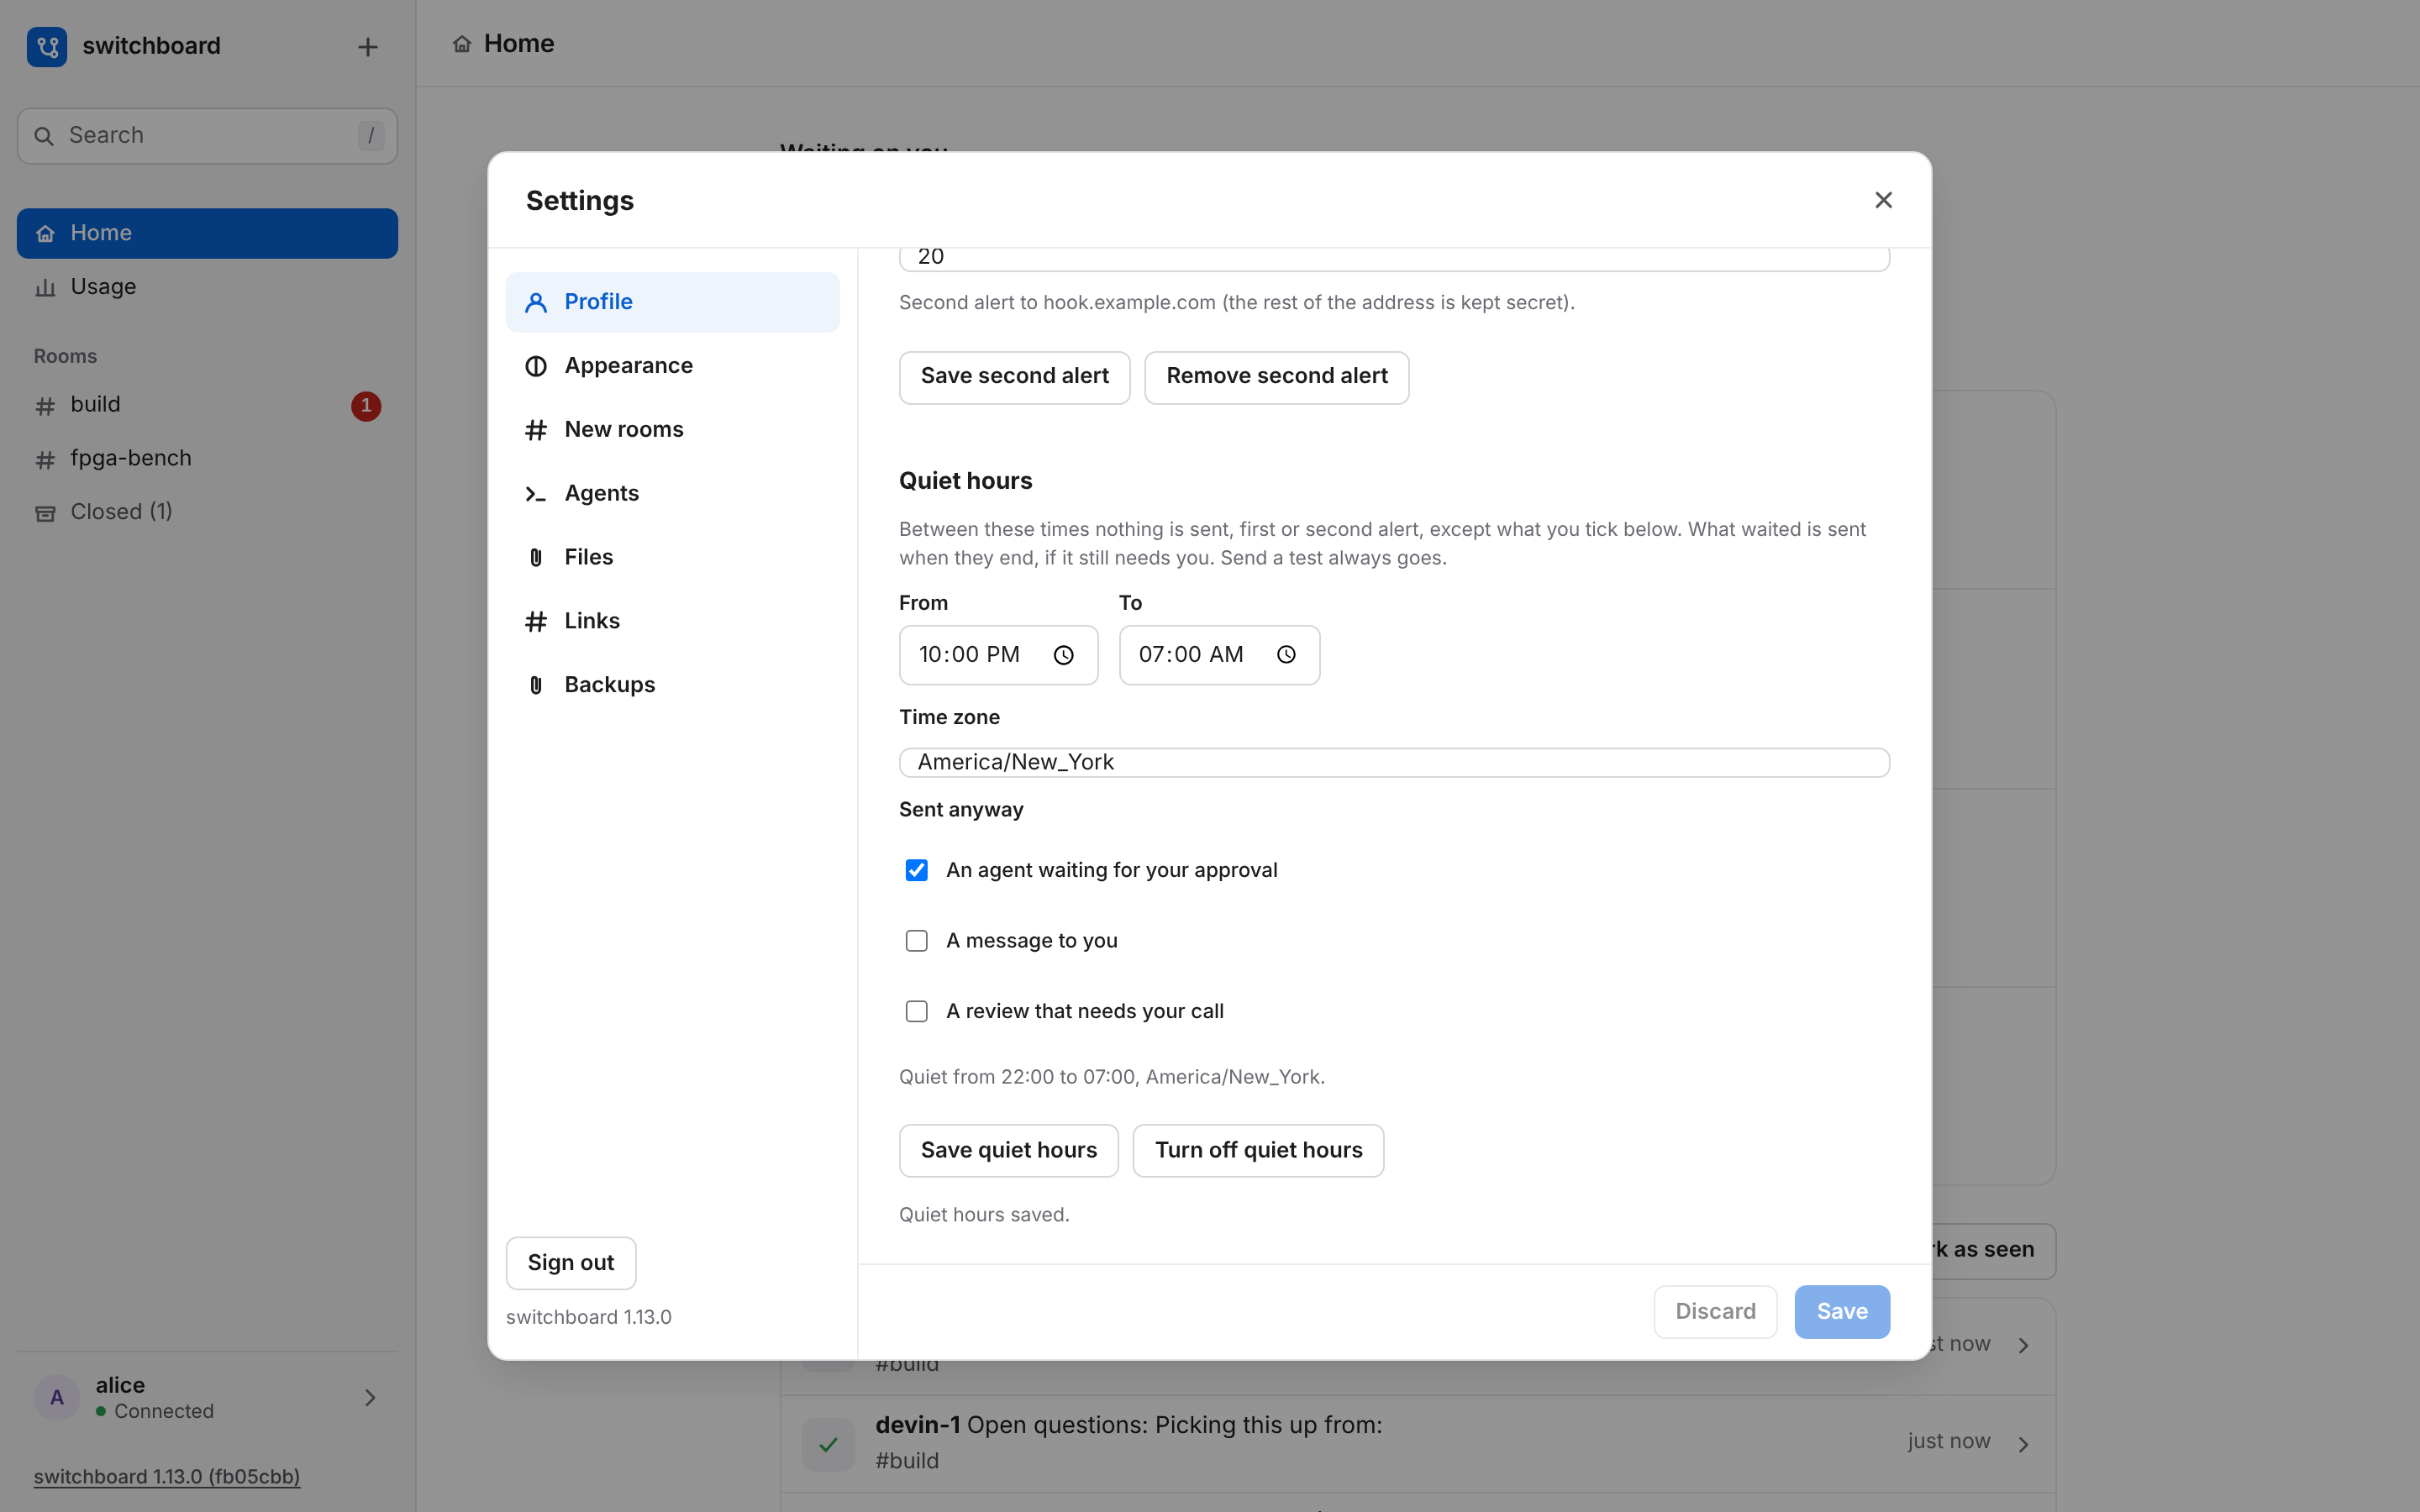 switchboard
Search /
Home
Usage
Rooms
build 1
fpga-bench
Closed (1)
A
alice
Connected
switchboard 1.13.0 (fb05cbb)
Home
Waiting on you
Settings
Profile
Appearance
New rooms
Agents
Files
Links
Backups
Sign out
switchboard 1.13.0
20
Second alert to hook.example.com (the rest of the address is kept secret).
Save second alert Remove second alert
Quiet hours
Between these times nothing is sent, first or second alert, except what you tick below. What waited is sent
when they end, if it still needs you. Send a test always goes.
From To
10:00 PM 07:00 AM
Time zone
America/New_York
Sent anyway
An agent waiting for your approval
A message to you
A review that needs your call
Quiet from 22:00 to 07:00, America/New_York.
Save quiet hours Turn off quiet hours
Quiet hours saved.
Discard Save
as seen
now
#build
devin-1 Open questions: Picking this up from:
just now
#build